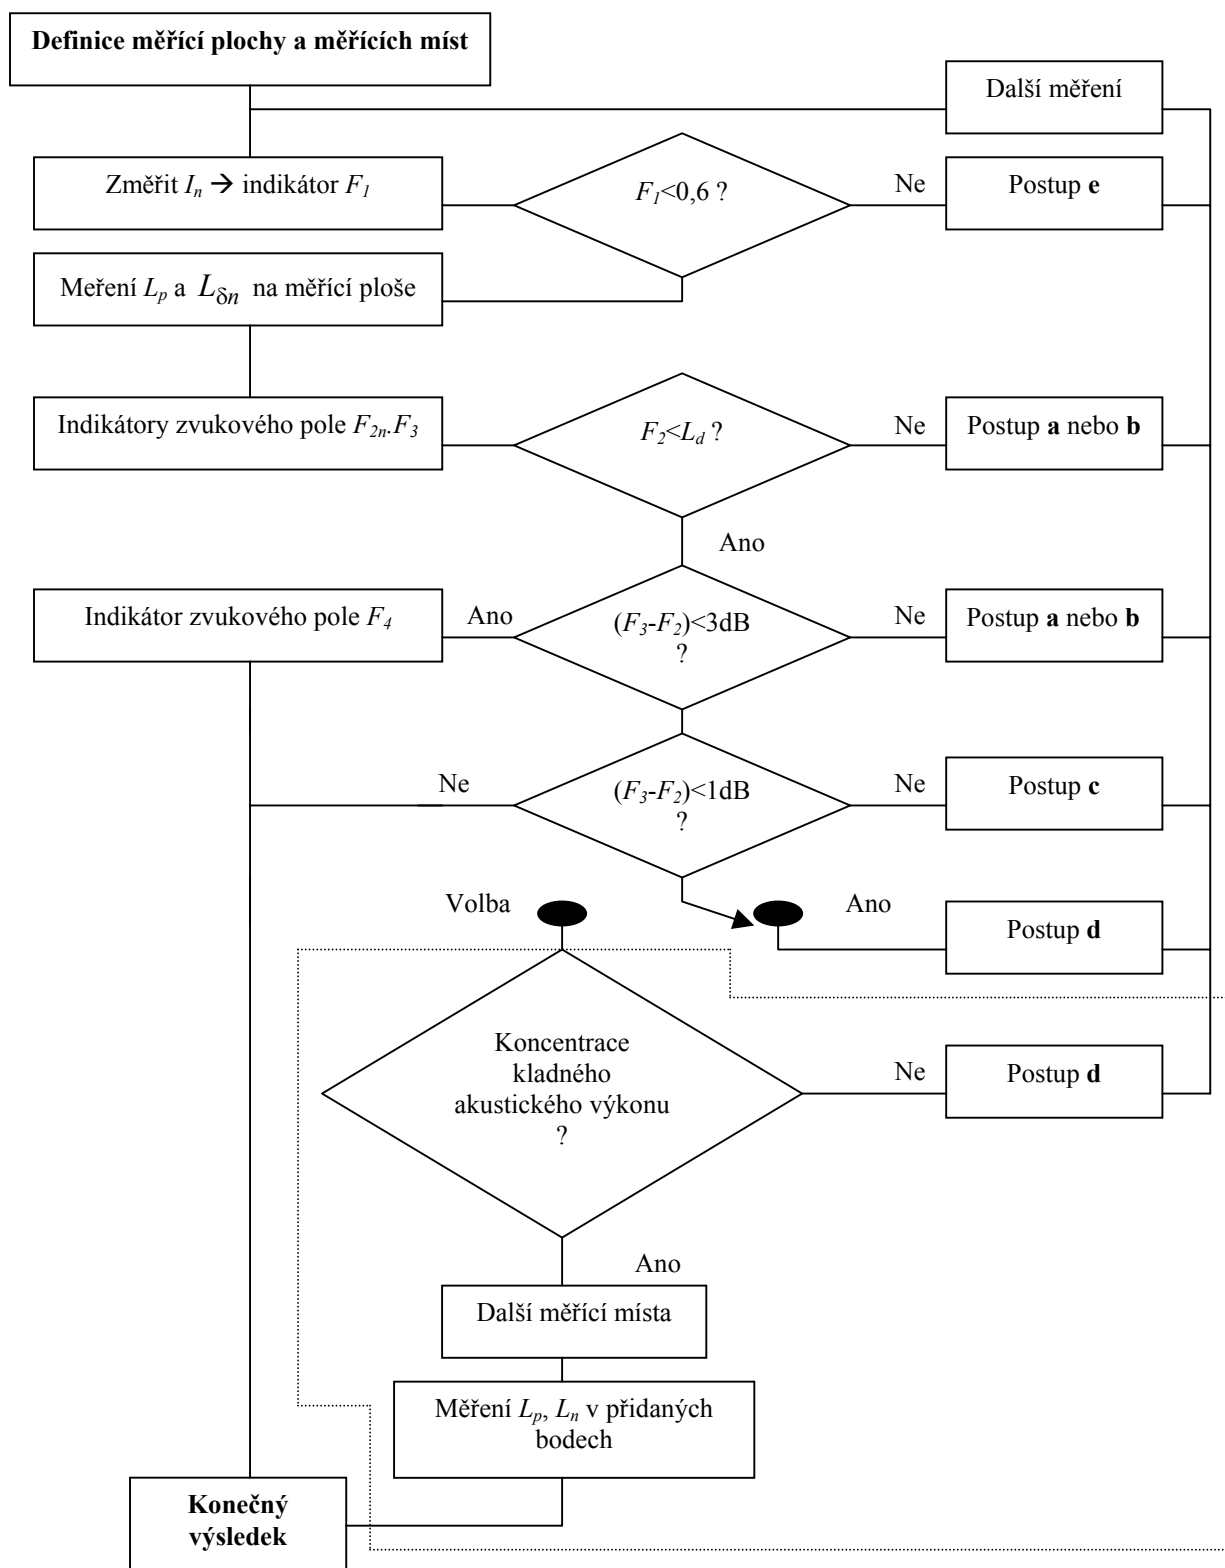 Definice měřící plochy a měřících míst
Další měření
Změřit In → indikátor F1
F1<0,6 ?
Ne
Postup e
Meření Lp a Lδn na měřící ploše
Indikátory zvukového pole F2n.F3
F2<Ld ?
Ne
Postup a nebo b
Ano
Indikátor zvukového pole F4
Ano
(F3-F2)<3dB
?
Ne
Postup a nebo b
Ne
(F3-F2)<1dB
?
Ne
Postup c
Volba
Ano
Postup d
Koncentrace
kladného
akustického výkonu
?
Ne
Postup d
Ano
Další měřící místa
Měření Lp, Ln v přidaných
bodech
Konečný
výsledek